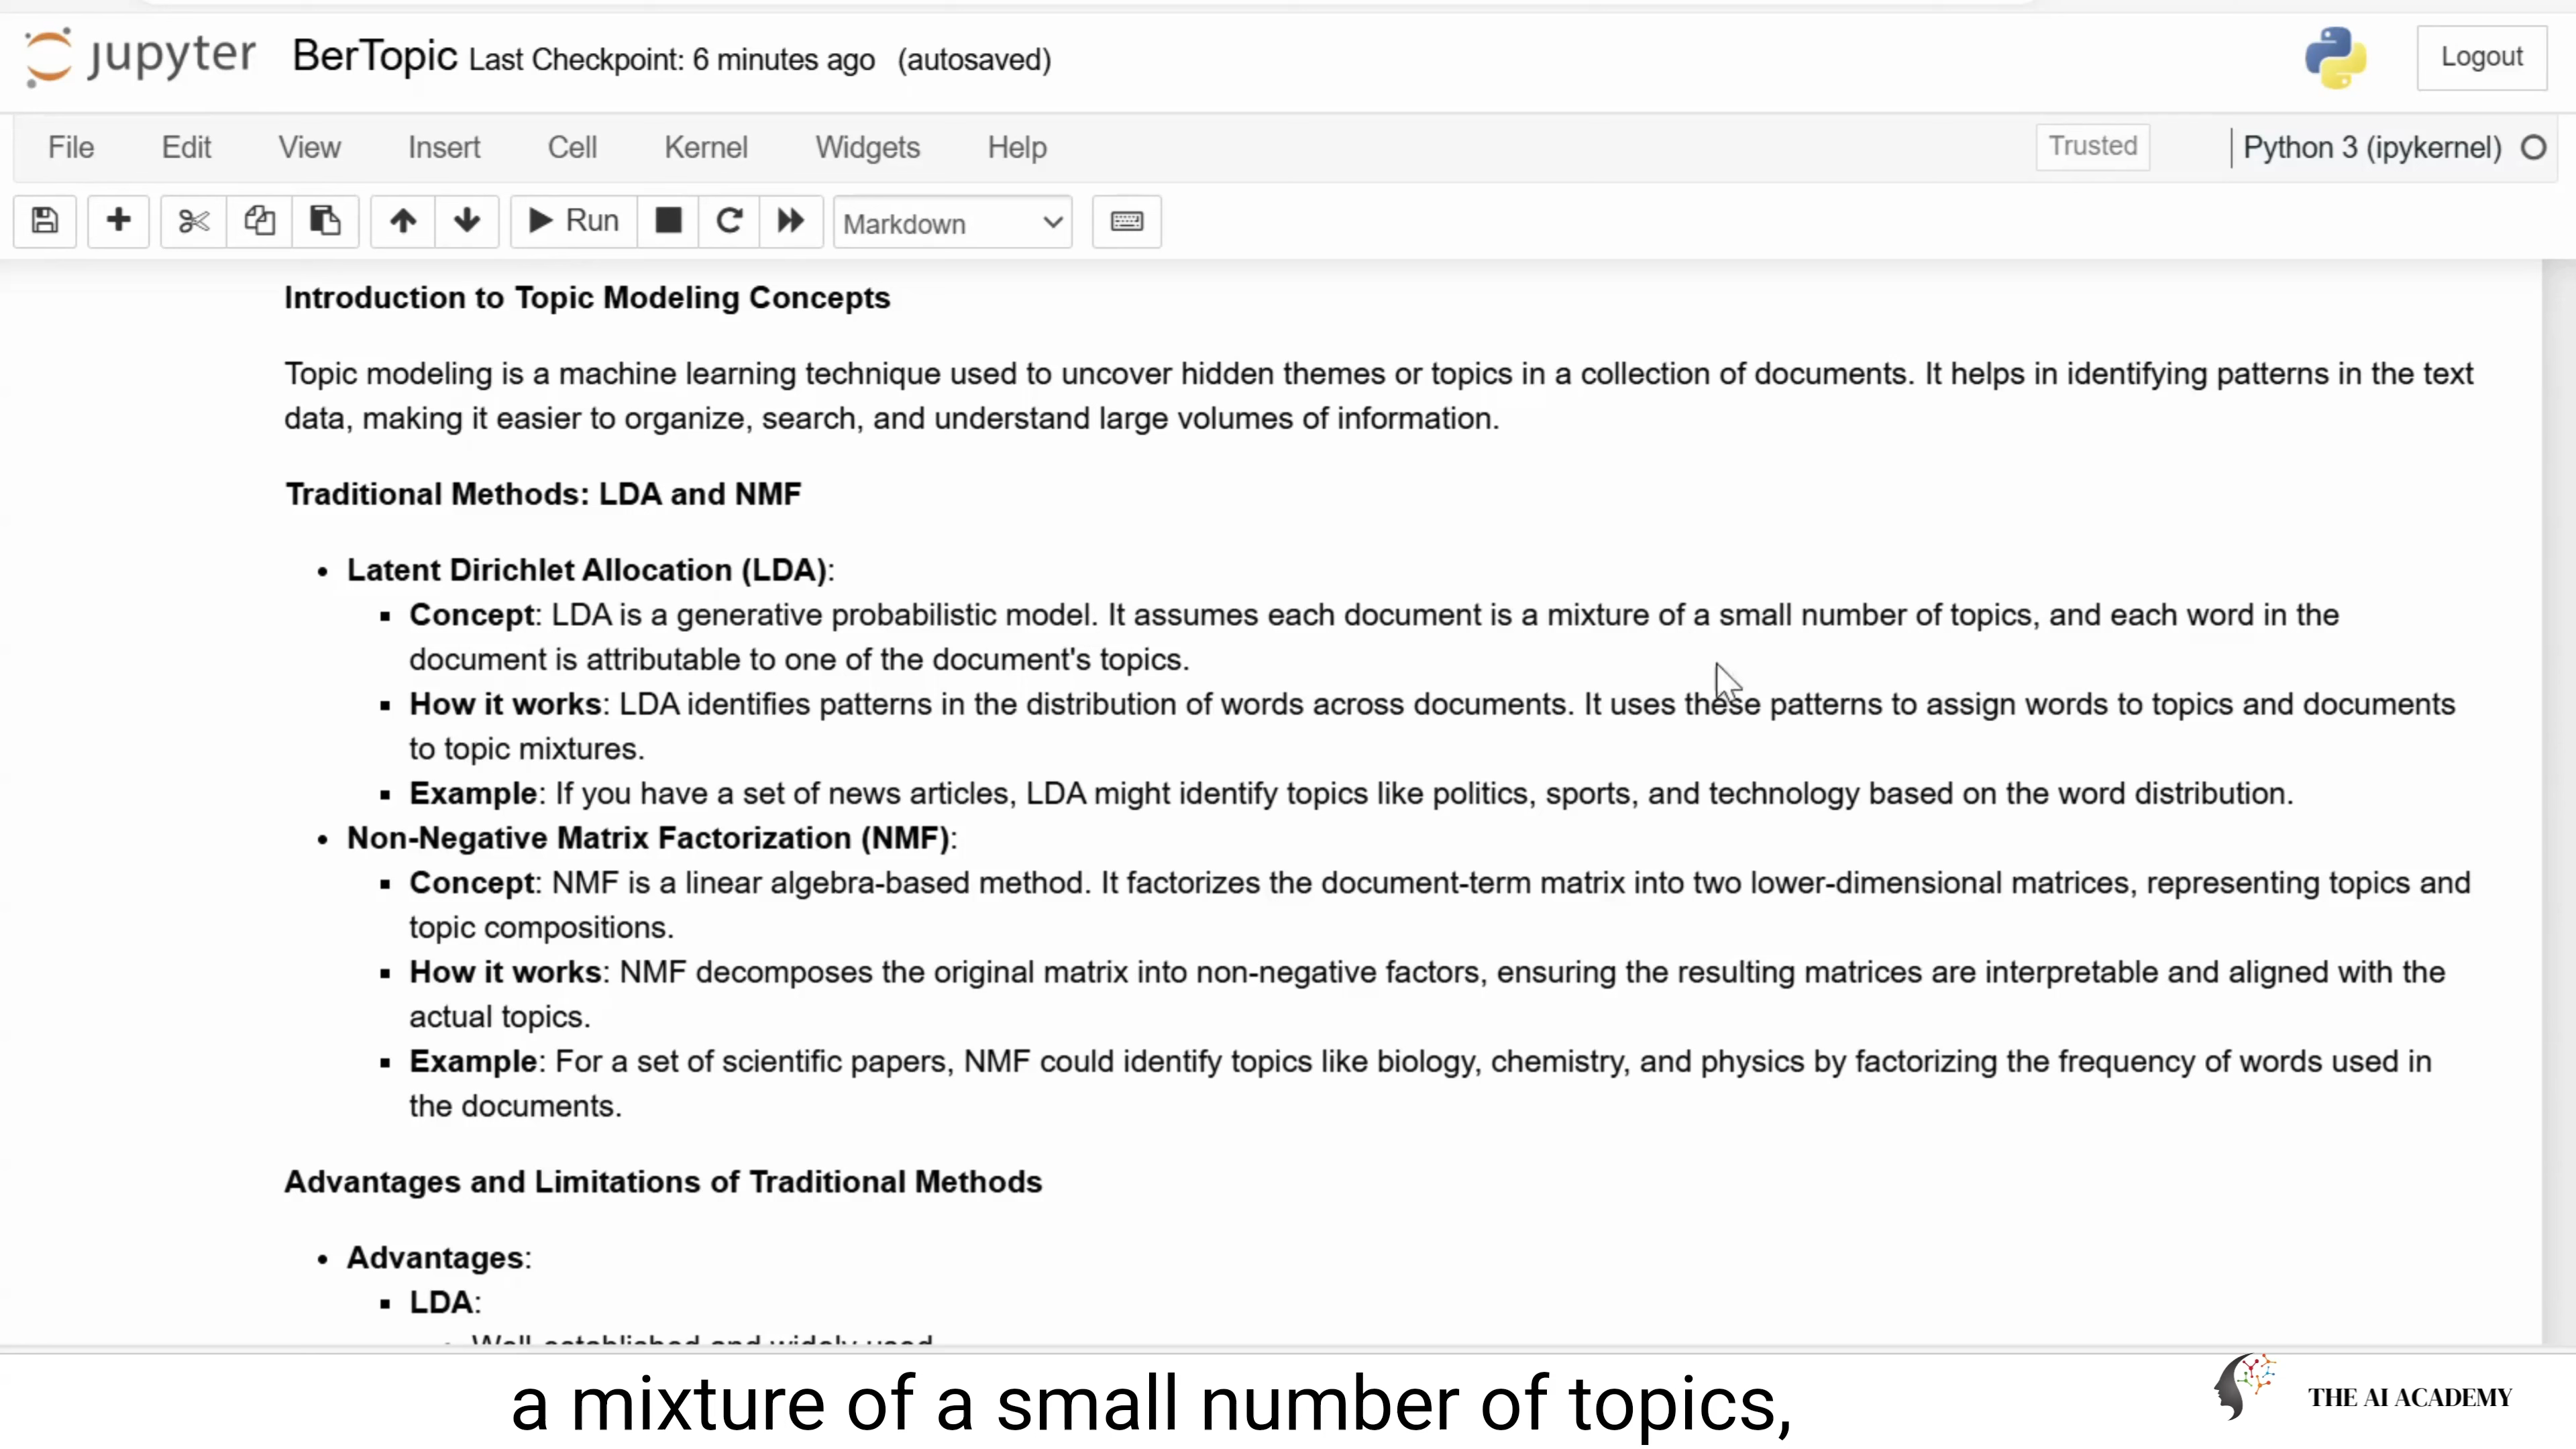 jupyter BerTopic Last Checkpoint: 6 minutes ago (autosaved)
Logout
File Edit View Insert Cell Kernel Widgets Help
Trusted
Python 3 (ipykernel)
Run
Markdown
Introduction to Topic Modeling Concepts
Topic modeling is a machine learning technique used to uncover hidden themes or topics in a collection of documents. It helps in identifying patterns in the text
data, making it easier to organize, search, and understand large volumes of information.
Traditional Methods: LDA and NMF
• Latent Dirichlet Allocation (LDA):
▪ Concept: LDA is a generative probabilistic model. It assumes each document is a mixture of a small number of topics, and each word in the
document is attributable to one of the document's topics.
▪ How it works: LDA identifies patterns in the distribution of words across documents. It uses these patterns to assign words to topics and documents
to topic mixtures.
▪ Example: If you have a set of news articles, LDA might identify topics like politics, sports, and technology based on the word distribution.
• Non-Negative Matrix Factorization (NMF):
▪ Concept: NMF is a linear algebra-based method. It factorizes the document-term matrix into two lower-dimensional matrices, representing topics and
topic compositions.
▪ How it works: NMF decomposes the original matrix into non-negative factors, ensuring the resulting matrices are interpretable and aligned with the
actual topics.
▪ Example: For a set of scientific papers, NMF could identify topics like biology, chemistry, and physics by factorizing the frequency of words used in
the documents.
Advantages and Limitations of Traditional Methods
• Advantages:
▪ LDA:
Well-established and widely used
a mixture of a small number of topics,
THE AI ACADEMY